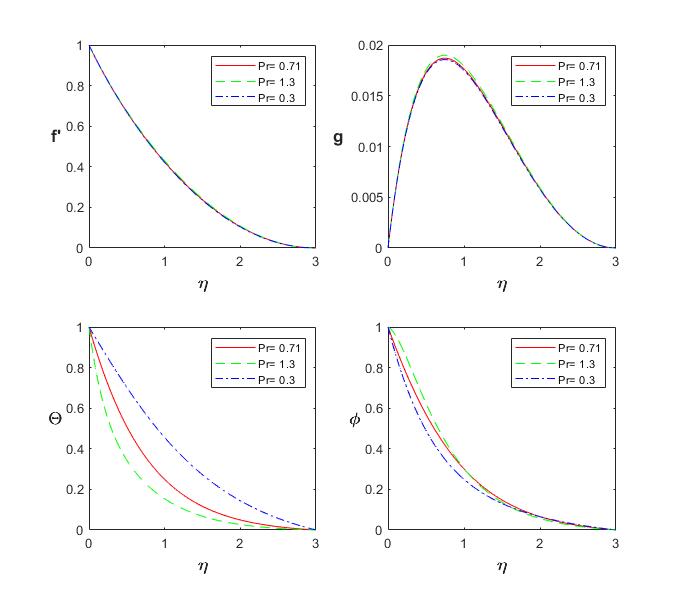 1
0.8
0.6
0.4
0.2
0
f'
0 1 2 3
η
Pr= 0.71
Pr= 1.3
Pr= 0.3
0.02
0.015
0.01
0.005
0
g
0 1 2 3
η
Pr= 0.71
Pr= 1.3
Pr= 0.3
1
0.8
0.6
0.4
0.2
0
Θ
0 1 2 3
η
Pr= 0.71
Pr= 1.3
Pr= 0.3
1
0.8
0.6
0.4
0.2
0
ϕ
0 1 2 3
η
Pr= 0.71
Pr= 1.3
Pr= 0.3